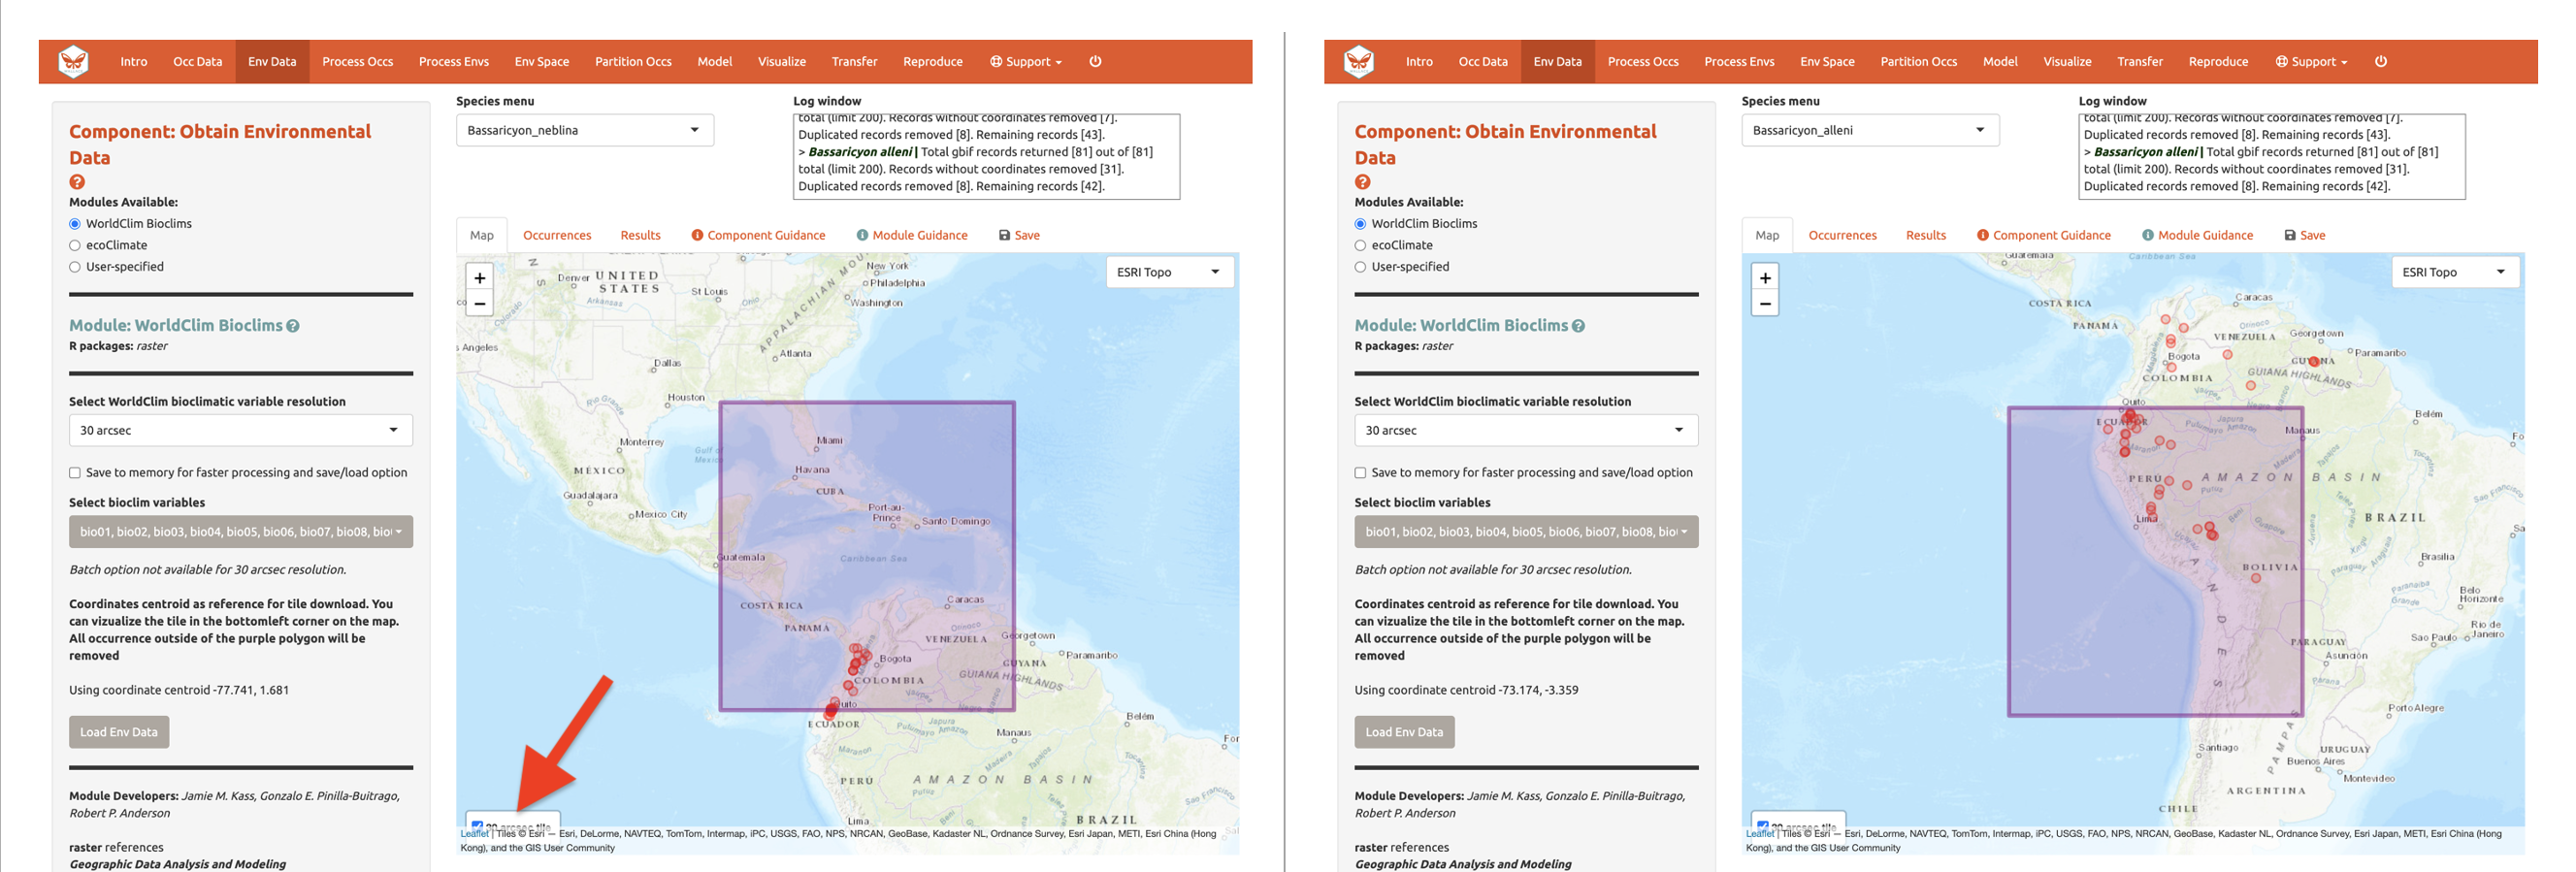 Intro Occ Data Env Data Process Occs Process Envs Env Space Partition Occs Model Visualize Transfer Reproduce Support
Component: Obtain Environmental
Data
Modules Available:
WorldClim Bioclims
ecoClimate
User-specified
Module: WorldClim Bioclims
R packages: raster
Select WorldClim bioclimatic variable resolution
30 arcsec
Save to memory for faster processing and save/load option
Select bioclim variables
bio01, bio02, bio03, bio04, bio05, bio06, bio07, bio08, bio
Batch option not available for 30 arcsec resolution.
Coordinates centroid as reference for tile download. You
can vizualize the tile in the bottomleft corner on the map.
All occurrence outside of the purple polygon will be
removed
Using coordinate centroid -77.741, 1.681
Load Env Data
Module Developers: Jamie M. Kass, Gonzalo E. Pinilla-Buitrago,
Robert P. Anderson
raster references
Geographic Data Analysis and Modeling
Species menu
Bassaricyon_neblina
Log window
total (limit 200). Records without coordinates removed [7].
Duplicated records removed [8]. Remaining records [43].
> Bassaricyon alleni | Total gbif records returned [81] out of [81]
total (limit 200). Records without coordinates removed [31].
Duplicated records removed [8]. Remaining records [42].
Map Occurrences Results Component Guidance Module Guidance Save
+
−
ESRI Topo
New York
Philadelphia
Washington
Denver
UNITED
STATES
St Louis
Ohio
Arkansas
APPALACHIAN MOU
s Angeles
Atlanta
Dallas
Houston
Rio Grande
Monterrey
Gulf of
Mexico
Miami
Havana
MÉXICO
CUBA
Guadalajara
Mexico City
Port-au-
Prince
Santo Domingo
Guatemala
Caribbean Sea
COSTA RICA
Caracas
PANAMÁ
Orinoco
VENEZUELA
Georgetown
Paramaribo
Bogota
GUYANA
COLOMBIA
GUIANA HIGHLANDS
ECUADOR
Japura
Putumayo Amazon
Manaus
Belém
Maranon
PERÚ
AMAZON BASIN
Lima
BRAZIL
30 arcsec tile
Leaflet | Tiles © Esri — Esri, DeLorme, NAVTEQ, TomTom, Intermap, iPC, USGS, FAO, NPS, NRCAN, GeoBase, Kadaster NL, Ordnance Survey, Esri Japan, METI, Esri China (Hong
Kong), and the GIS User Community
Intro Occ Data Env Data Process Occs Process Envs Env Space Partition Occs Model Visualize Transfer Reproduce Support
Component: Obtain Environmental
Data
Modules Available:
WorldClim Bioclims
ecoClimate
User-specified
Module: WorldClim Bioclims
R packages: raster
Select WorldClim bioclimatic variable resolution
30 arcsec
Save to memory for faster processing and save/load option
Select bioclim variables
bio01, bio02, bio03, bio04, bio05, bio06, bio07, bio08, bio
Batch option not available for 30 arcsec resolution.
Coordinates centroid as reference for tile download. You
can vizualize the tile in the bottomleft corner on the map.
All occurrence outside of the purple polygon will be
removed
Using coordinate centroid -73.174, -3.359
Load Env Data
Module Developers: Jamie M. Kass, Gonzalo E. Pinilla-Buitrago,
Robert P. Anderson
raster references
Geographic Data Analysis and Modeling
Species menu
Bassaricyon_alleni
Log window
total (limit 200). Records without coordinates removed [7].
Duplicated records removed [8]. Remaining records [43].
> Bassaricyon alleni | Total gbif records returned [81] out of [81]
total (limit 200). Records without coordinates removed [31].
Duplicated records removed [8]. Remaining records [42].
Map Occurrences Results Component Guidance Module Guidance Save
+
−
ESRI Topo
Guatemala
Caribbean Sea
COSTA RICA
Caracas
PANAMÁ
Orinoco
VENEZUELA
Georgetown
Paramaribo
Bogota
COLOMBIA
GUIANA HIGHLANDS
Quito
Japura
Putumayo Amazon
Manaus
Belém
PERÚ
AMAZON BASIN
Lima
BRAZIL
Brasilia
BOLIVIA
Belo
Horizonte
PARAGUAY
Rio de
Janeiro
Sao Paulo
Asunción
ANDES
Porto Alegre
Santiago
URUGUAY
Buenos Aires
Montevideo
PAMPAS
ARGENTINA
CHILE
30 arcsec tile
Leaflet | Tiles © Esri — Esri, DeLorme, NAVTEQ, TomTom, Intermap, iPC, USGS, FAO, NPS, NRCAN, GeoBase, Kadaster NL, Ordnance Survey, Esri Japan, METI, Esri China (Hong
Kong), and the GIS User Community